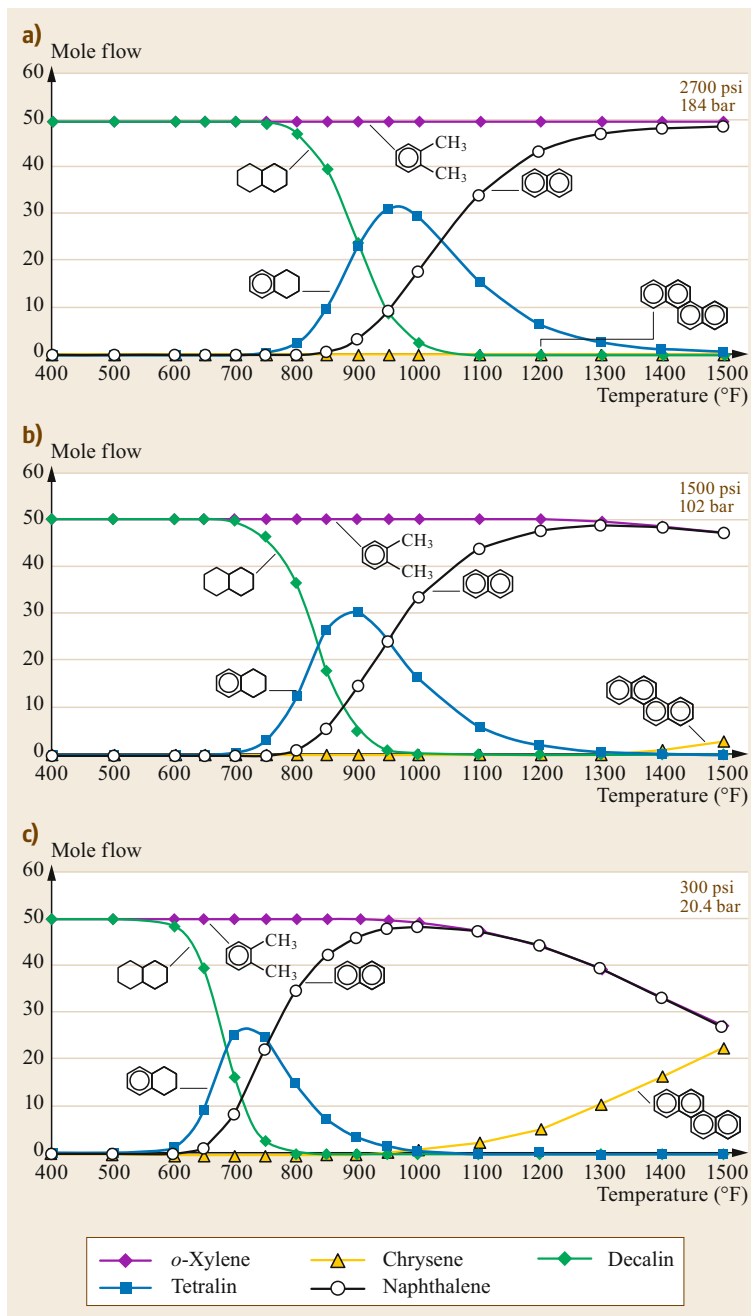 a)
Mole flow
60
2700 psi
184 bar
50
CH3
40
CH3
30
20
10
0
400 500 600 700 800 900 1000 1100 1200 1300 1400 1500
Temperature (°F)
b)
Mole flow
60
1500 psi
102 bar
50
CH3
40
CH3
30
20
10
0
400 500 600 700 800 900 1000 1100 1200 1300 1400 1500
Temperature (°F)
c)
Mole flow
60
300 psi
20.4 bar
50
CH3
40
CH3
30
20
10
0
400 500 600 700 800 900 1000 1100 1200 1300 1400 1500
Temperature (°F)
o-Xylene Chrysene Decalin
Tetralin Naphthalene